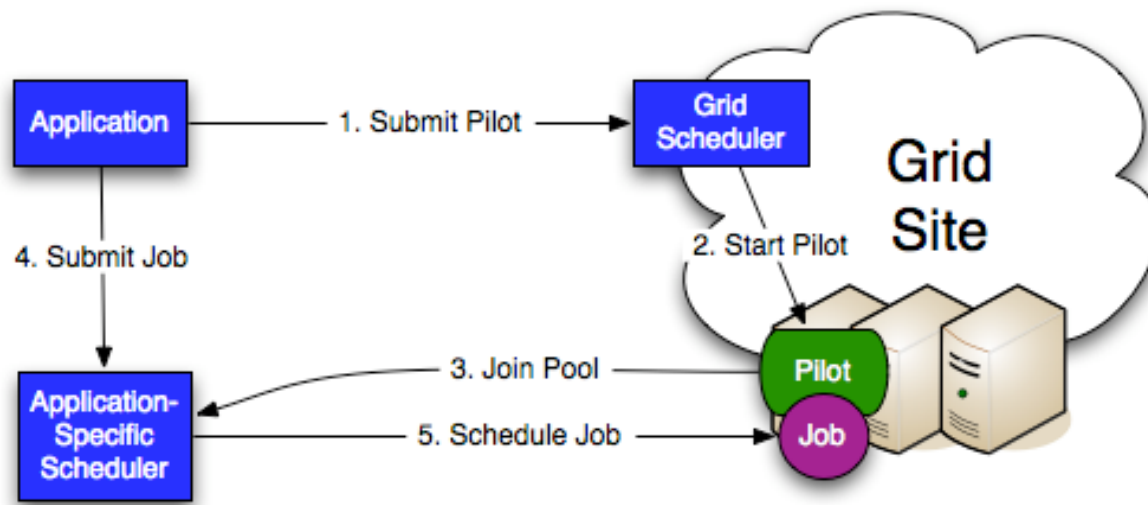 Application
1. Submit Pilot
Grid
Scheduler
Grid
Site
4. Submit Job
2. Start Pilot
3. Join Pool
Pilot
Application-
Specific
Scheduler
5. Schedule Job
Job